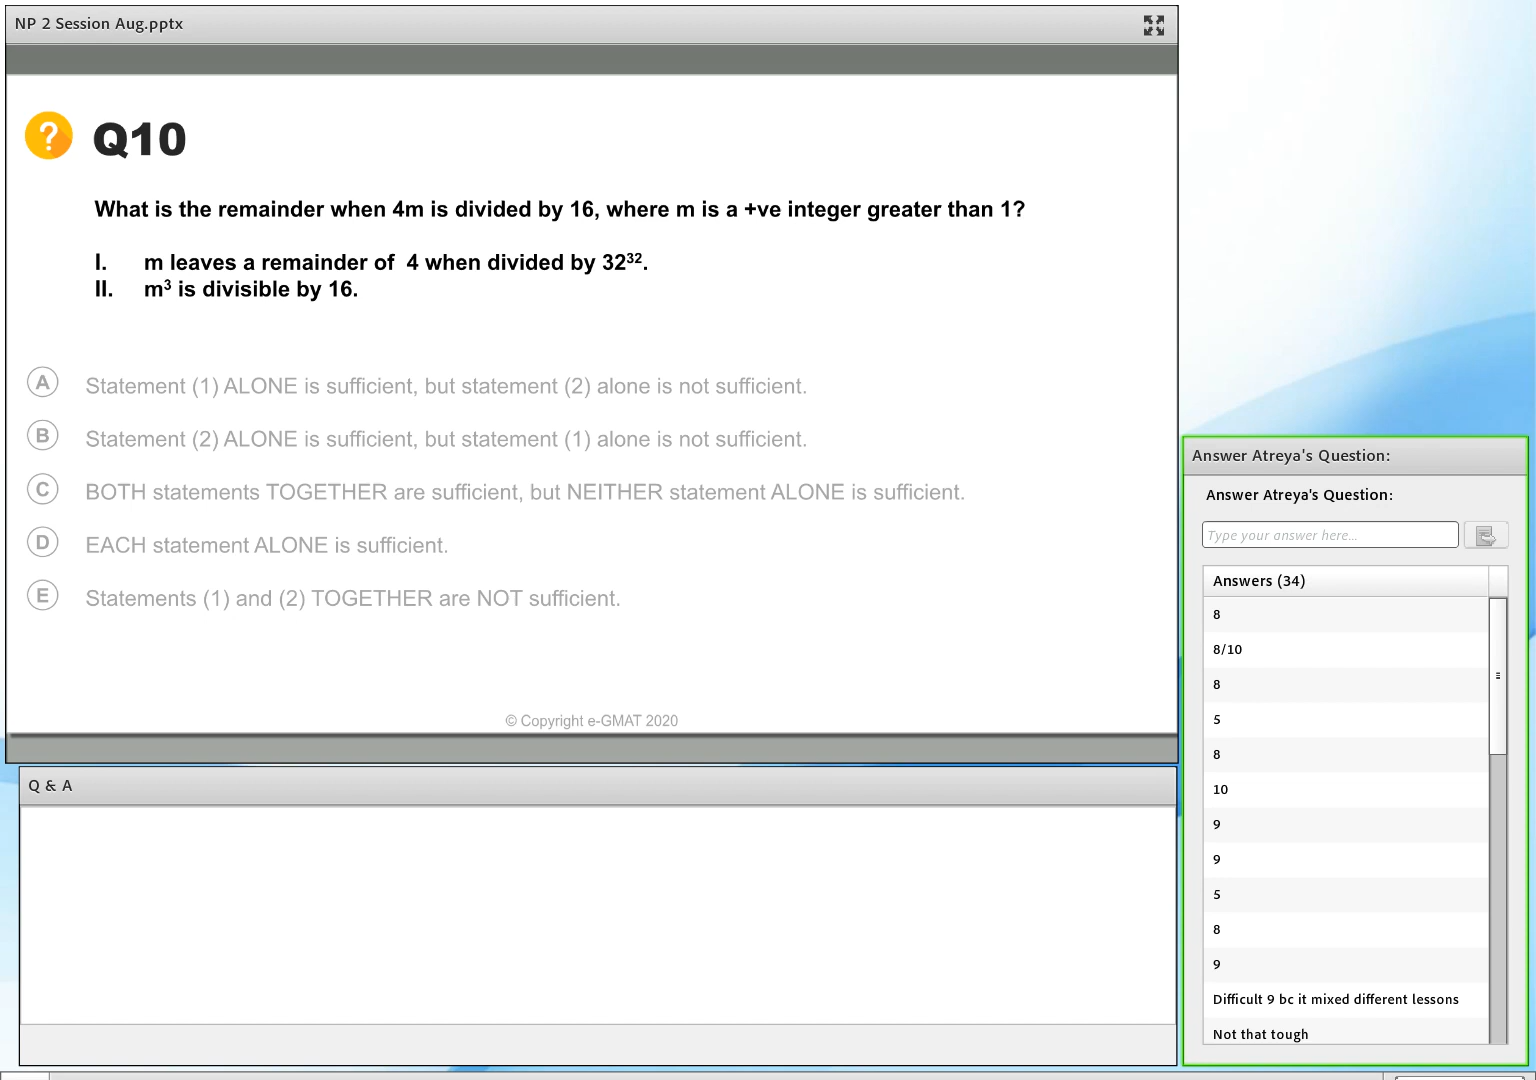 NP 2 Session Aug.pptx
?
Q10
What is the remainder when 4m is divided by 16, where m is a +ve integer greater than 1?
I. m leaves a remainder of 4 when divided by 32³².
II. m³ is divisible by 16.
A Statement (1) ALONE is sufficient, but statement (2) alone is not sufficient.
B Statement (2) ALONE is sufficient, but statement (1) alone is not sufficient.
C BOTH statements TOGETHER are sufficient, but NEITHER statement ALONE is sufficient.
D EACH statement ALONE is sufficient.
E Statements (1) and (2) TOGETHER are NOT sufficient.
© Copyright e-GMAT 2020
Q & A
Answer Atreya's Question:
Answer Atreya's Question:
Type your answer here...
Answers (34)
8
8/10
8
5
8
10
9
9
5
8
9
Difficult 9 bc it mixed different lessons
Not that tough